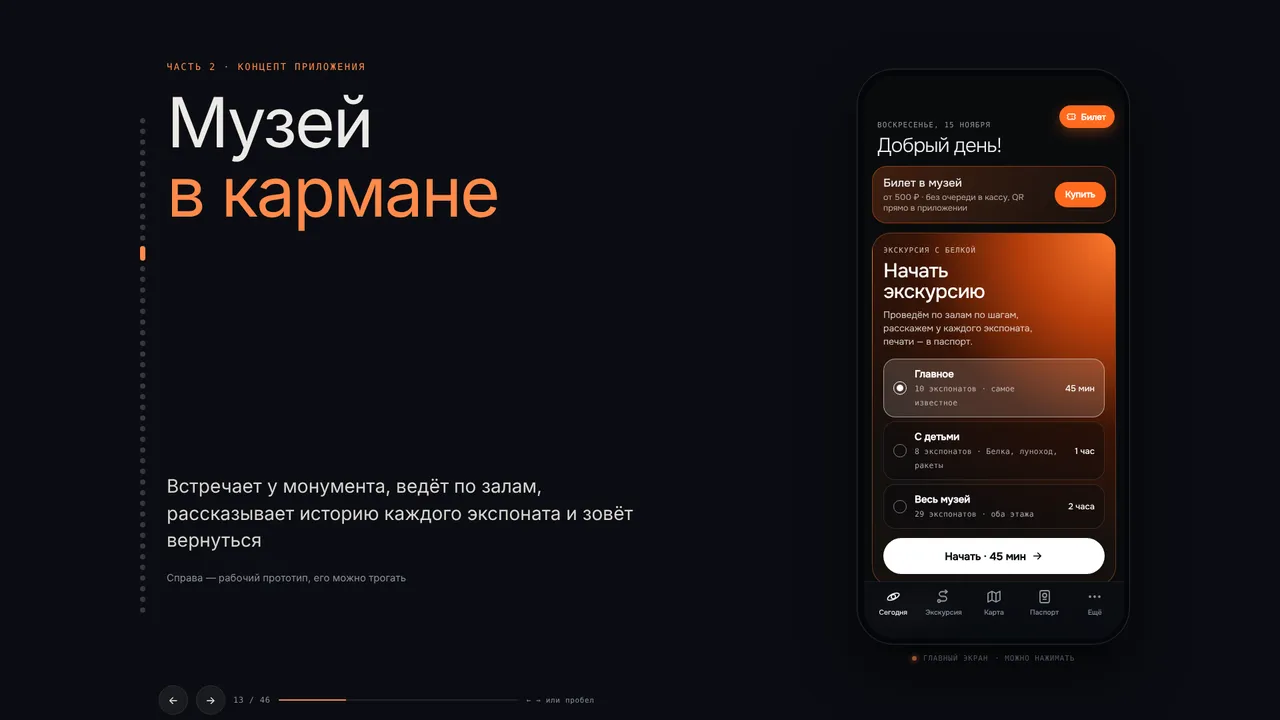 ЧАСТЬ 2 · КОНЦЕПТ ПРИЛОЖЕНИЯ
Музей
в кармане
Встречает у монумента, ведёт по залам,
рассказывает историю каждого экспоната и зовёт
вернуться
Справа — рабочий прототип, его можно трогать
← → 13 / 46 ← → или пробел
Билет
ВОСКРЕСЕНЬЕ, 15 НОЯБРЯ
Добрый день!
Билет в музей
от 500 ₽ · без очереди в кассу, QR
прямо в приложении
Купить
ЭКСКУРСИЯ С БЕЛКОЙ
Начать
экскурсию
Проведём по залам по шагам,
расскажем у каждого экспоната,
печати — в паспорт.
Главное
10 экспонатов · самое
известное
45 мин
С детьми
8 экспонатов · Белка, луноход,
ракеты
1 час
Весь музей
29 экспонатов · оба этажа
2 часа
Начать · 45 мин →
Сегодня Экскурсия Карта Паспорт Ещё
ГЛАВНЫЙ ЭКРАН · МОЖНО НАЖИМАТЬ